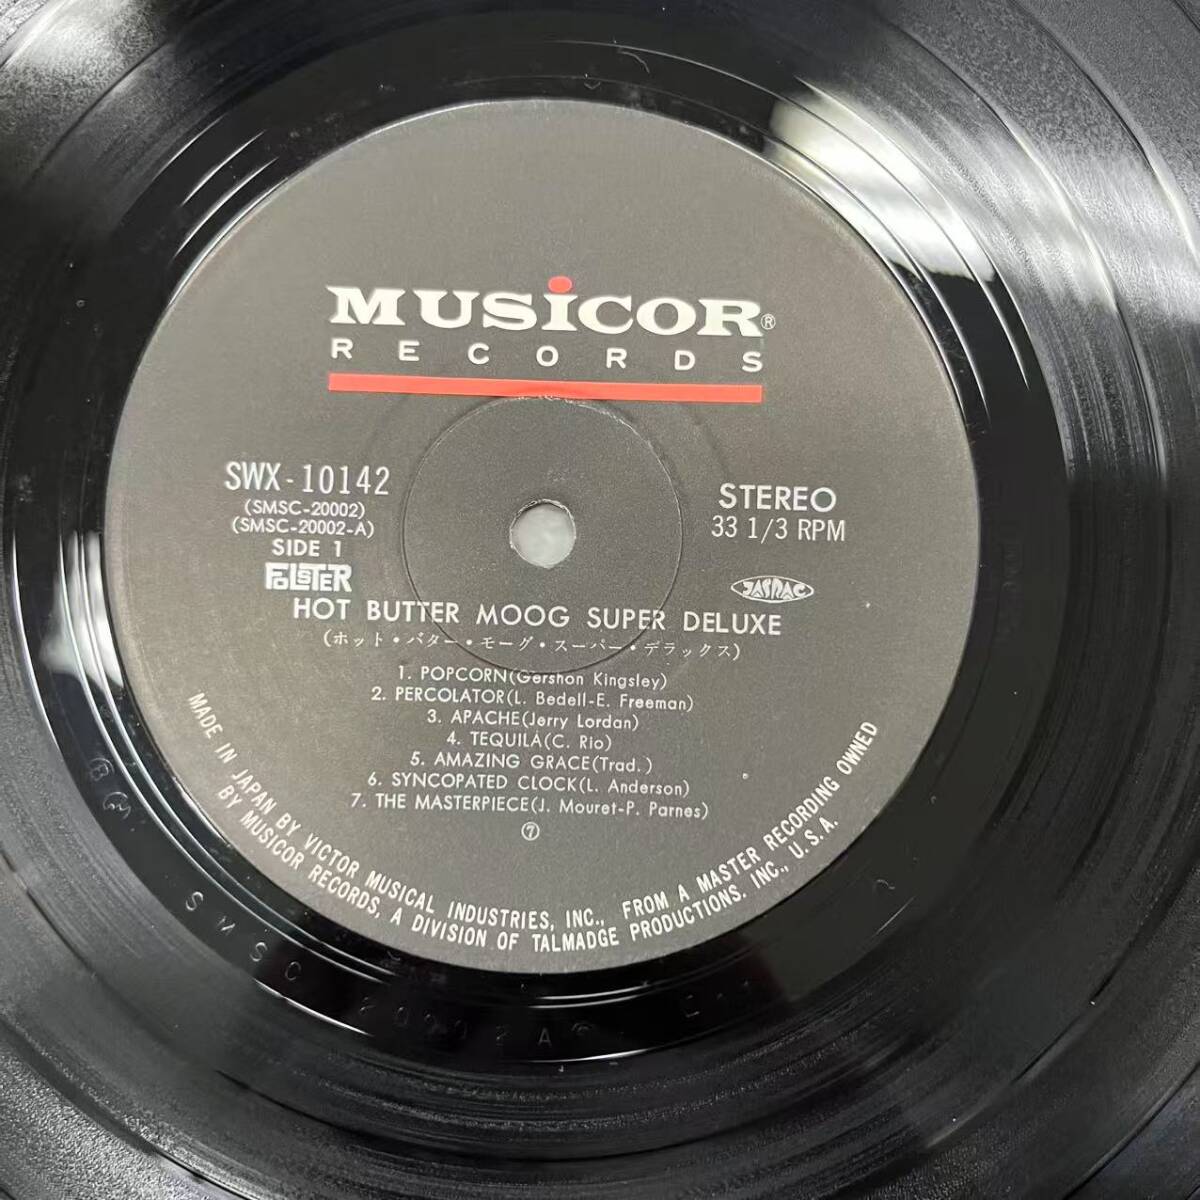 MUSiCOR®
RECORDS
SWX-10142
(SMSC-20002)
(SMSC-20002-A)
SIDE 1
STEREO
33 1/3 RPM
JASRAC
HOT BUTTER MOOG SUPER DELUXE
(ホット・バター・モーグ・スーパー・デラックス)
1. POPCORN(Gershon Kingsley)
2. PERCOLATOR(L. Bedell-E. Freeman)
3. APACHE(Jerry Lordan)
4. TEQUILA(C. Rio)
5. AMAZING GRACE(Trad.)
6. SYNCOPATED CLOCK(L. Anderson)
7. THE MASTERPIECE(J. Mouret-P. Parnes)
⑦
MADE IN JAPAN BY VICTOR MUSICAL INDUSTRIES, INC., FROM A MASTER RECORDING OWNED
BY MUSICOR RECORDS, A DIVISION OF TALMADGE PRODUCTIONS, INC., U.S.A.
SMSC 20002A